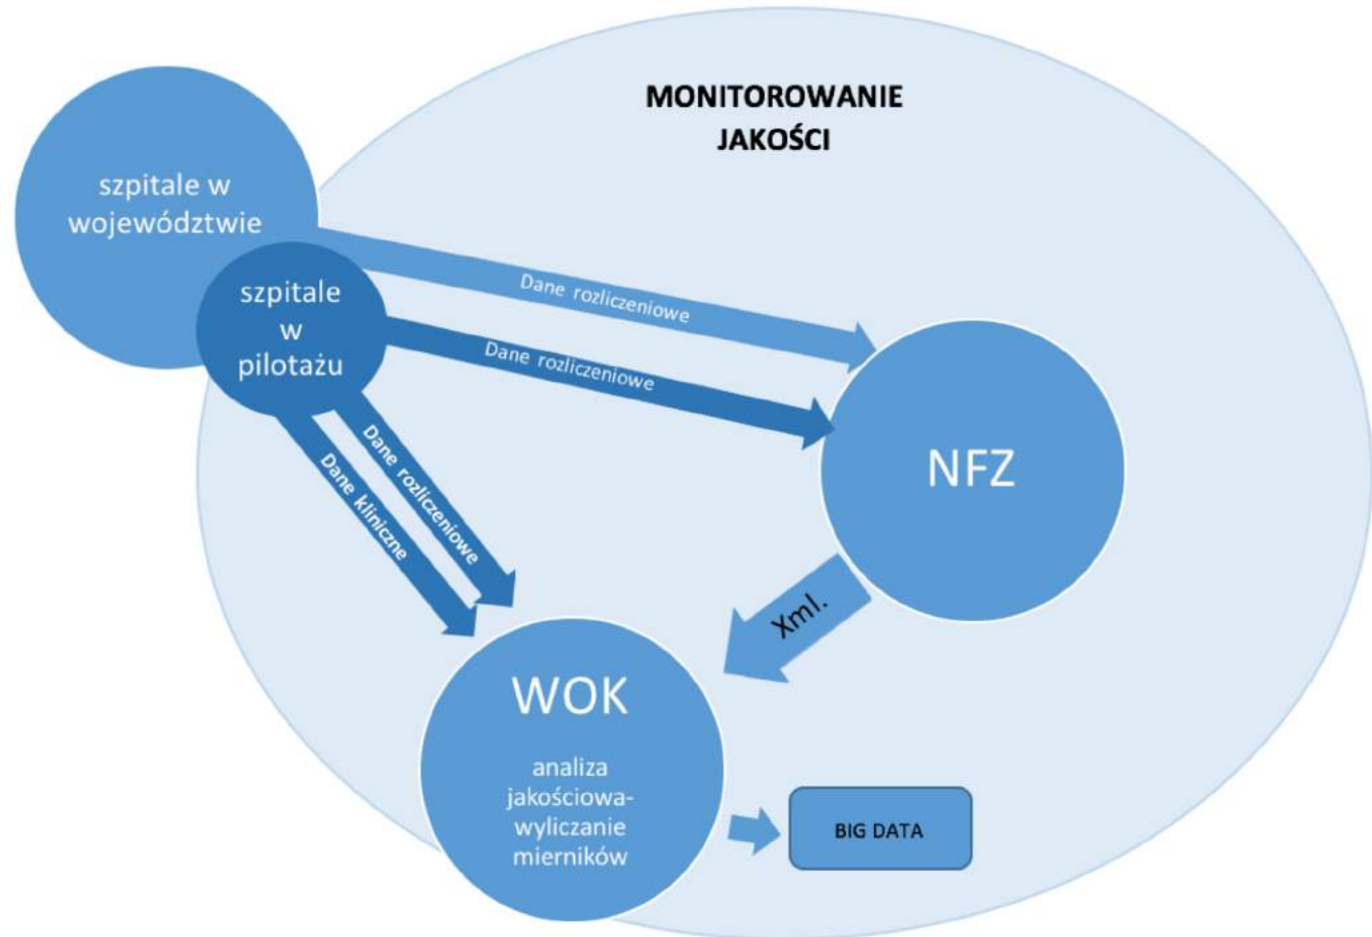 MONITOROWANIE
JAKOŚCI
szpitale w
województwie
szpitale
w
pilotażu
Dane rozliczeniowe
Dane rozliczeniowe
Dane rozliczeniowe
Dane kliniczne
NFZ
Xml.
WOK
analiza
jakościowa-
wyliczanie
mierników
BIG DATA